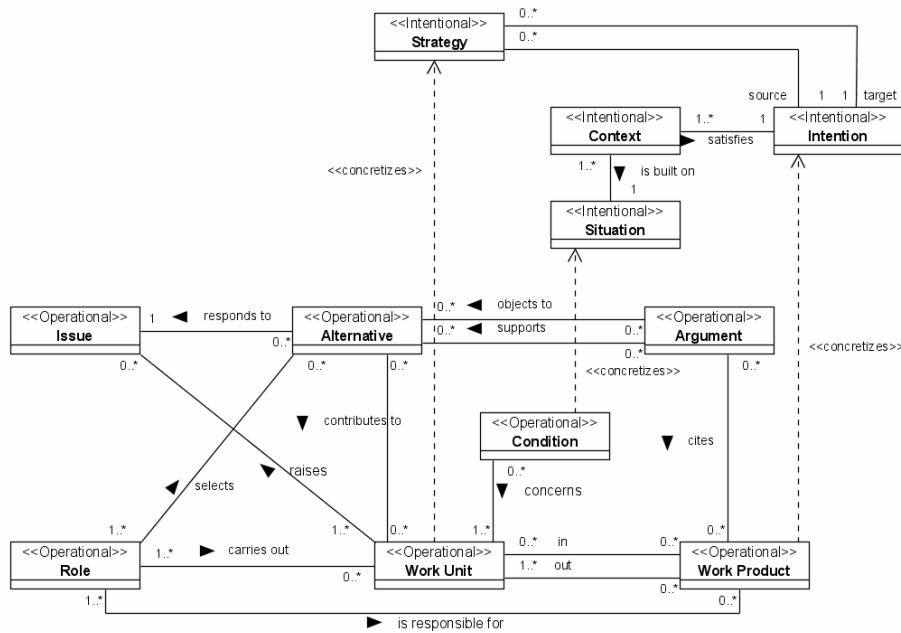 <<Intentional>>
Strategy
0..*
0..*
source
1
1
target
<<Intentional>>
Context
1..*
1
satisfies
<<Intentional>>
Intention
<<concretizes>>
1..*
is built on
1
<<Intentional>>
Situation
<<Operational>>
Issue
1
responds to
0..*
<<Operational>>
Alternative
0..*
objects to
0..*
supports
0..*
0..*
<<Operational>>
Argument
<<concretizes>>
<<concretizes>>
0..*
0..*
0..*
0..*
contributes to
<<Operational>>
Condition
cites
0..*
raises
selects
concerns
1..*
1..*
0..*
1..*
0..*
<<Operational>>
Role
1..*
carries out
0..*
<<Operational>>
Work Unit
0..*
in
0..*
1..*
out
0..*
<<Operational>>
Work Product
1..*
0..*
is responsible for